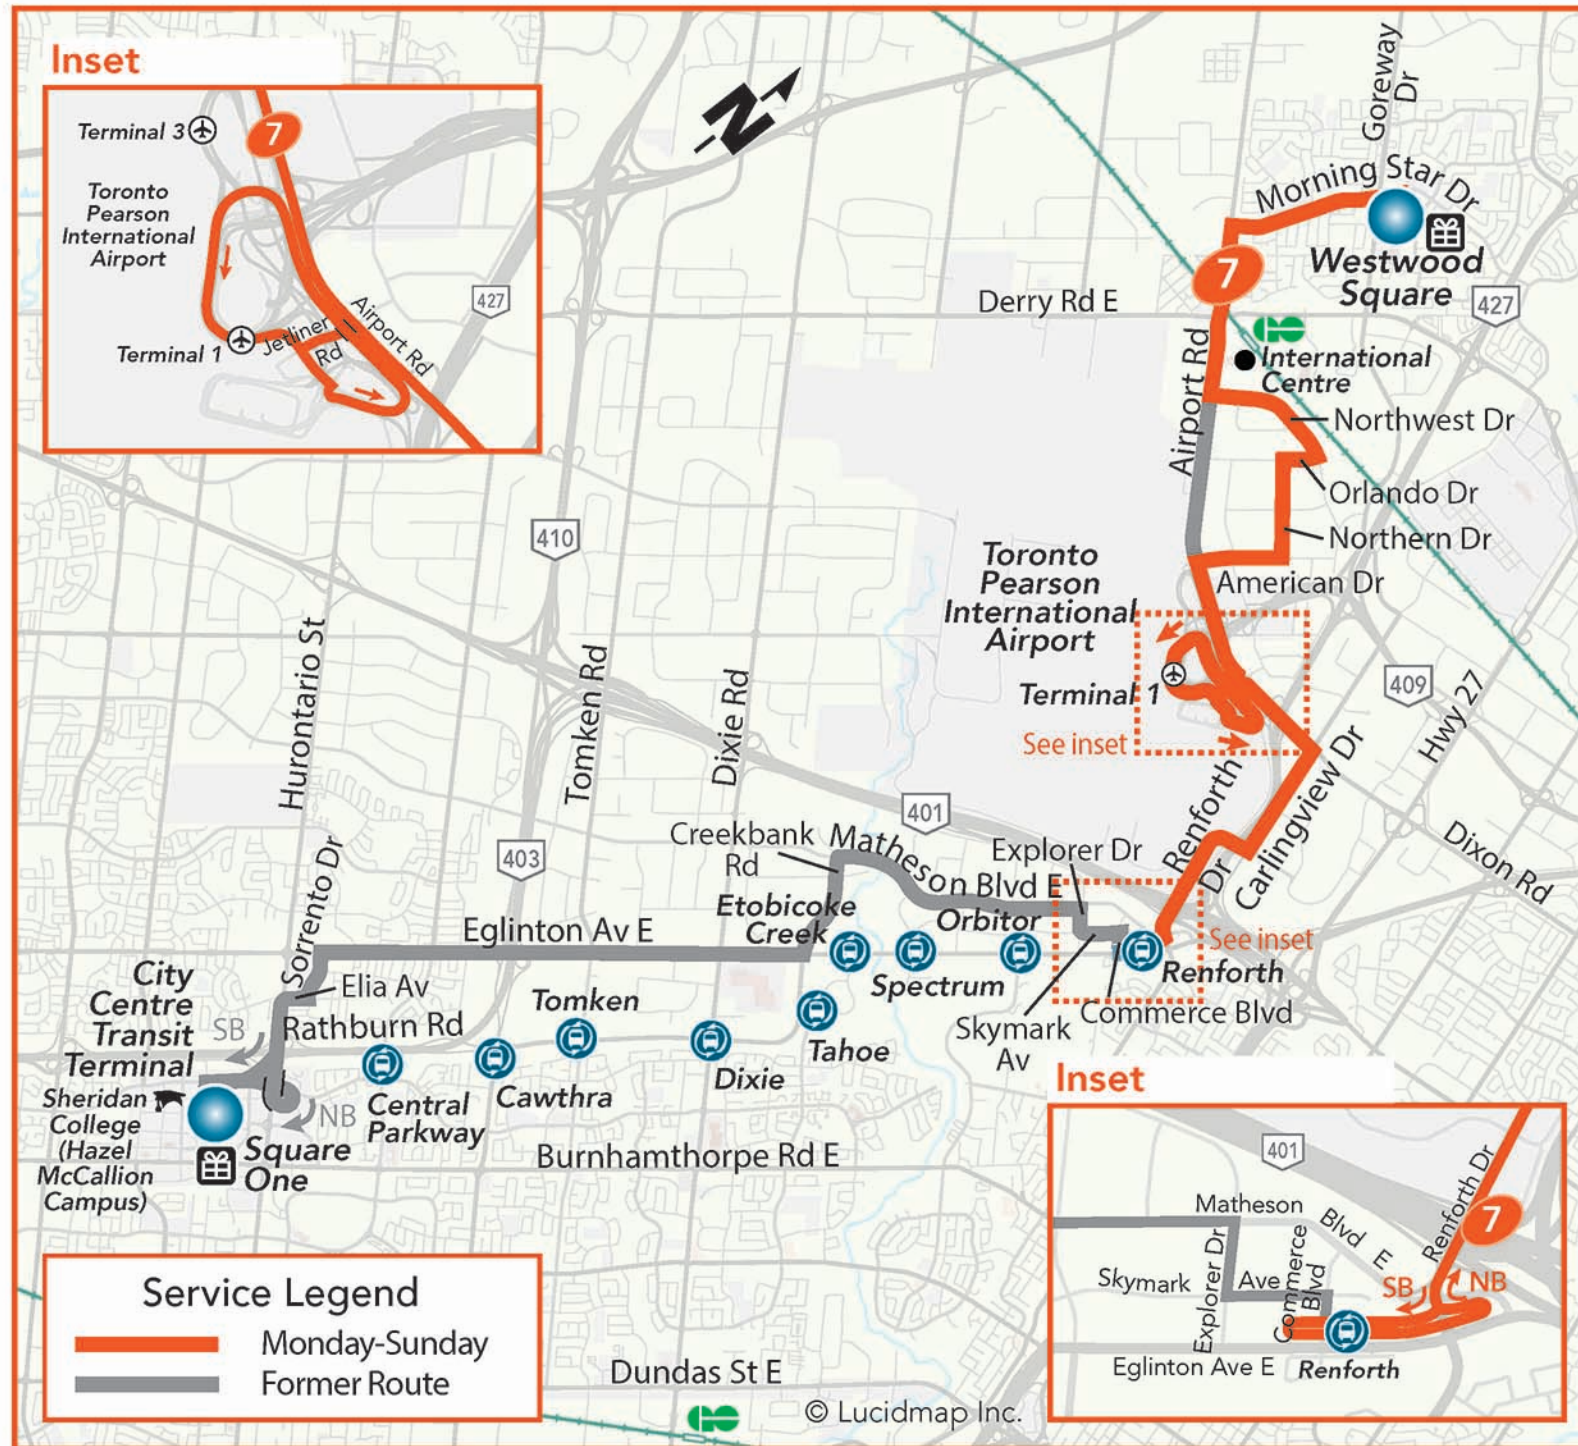 Inset
Terminal 3
7
Toronto
Pearson
International
Airport
427
Terminal 1
Jetliner
Rd
Airport Rd
N
Goreway
Dr
Morning Star Dr
7
Westwood
Square
Derry Rd E
427
International
Centre
Airport Rd
Northwest Dr
Orlando Dr
Northern Dr
410
Toronto
Pearson
International
Airport
American Dr
Terminal 1
See inset
409
Hwy 27
Hurontario St
Tomken Rd
Dixie Rd
401
Renforth
Dr
Carlingview Dr
Dixon Rd
403
Creekbank
Rd
Matheson Blvd E
Explorer Dr
Sorrento Dr
Eglinton Av E
Etobicoke
Creek
Orbitor
See inset
Renforth
Spectrum
City
Centre
Transit
Terminal
Elia Av
SB
Rathburn Rd
Tomken
Skymark
Av
Commerce Blvd
Tahoe
Dixie
Cawthra
Central
Parkway
NB
Sheridan
College
(Hazel
McCallion
Campus)
Square
One
Burnhamthorpe Rd E
Inset
401
Matheson
Blvd E
Renforth Dr
7
Explorer Dr
Skymark
Ave
Commerce
Blvd
SB
NB
Eglinton Ave E
Renforth
Service Legend
Monday-Sunday
Former Route
Dundas St E
GO
© Lucidmap Inc.